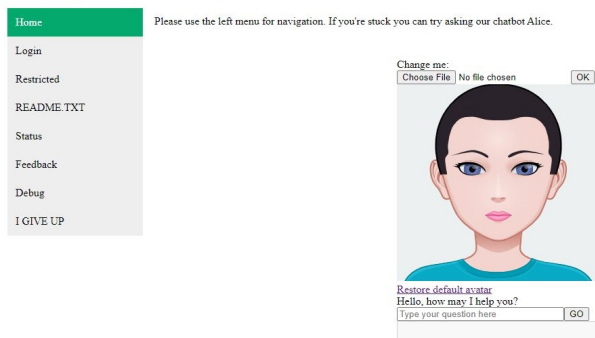 Home
Please use the left menu for navigation. If you're stuck you can try asking our chatbot Alice.
Login
Restricted
README.TXT
Status
Feedback
Debug
I GIVE UP
Change me:
Choose File No file chosen OK
Restore default avatar
Hello, how may I help you?
Type your question here GO